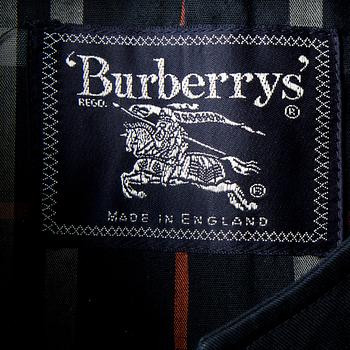 'Burberrys'
REGD. ®
®
MADE IN ENGLAND